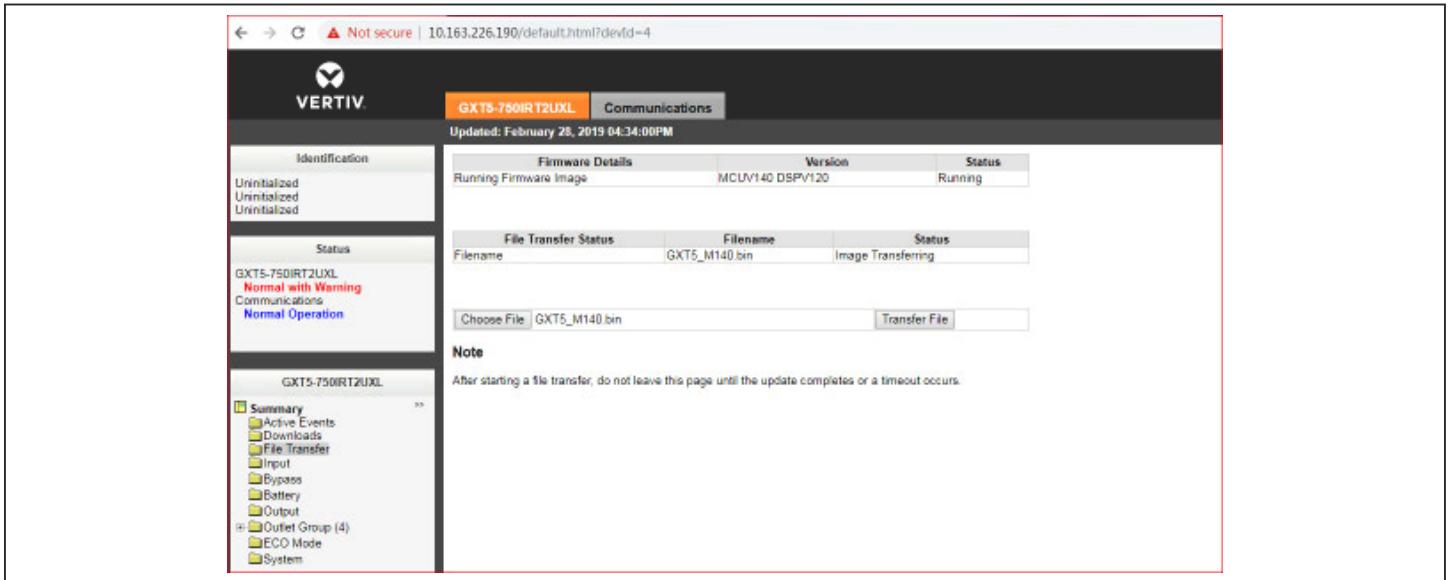 Not secure | 10.163.226.190/default.html?devId=4
VERTIV.
GXT5-750IRT2UXL Communications
Updated: February 28, 2019 04:34:00PM
Identification
Uninitialized
Uninitialized
Uninitialized
Status
GXT5-750IRT2UXL
Normal with Warning
Communications
Normal Operation
GXT5-750IRT2UXL
Summary >>
Active Events
Downloads
File Transfer
Input
Bypass
Battery
Output
Outlet Group (4)
ECO Mode
System
Firmware Details Version Status
Running Firmware Image MCUV140 DSPV120 Running
File Transfer Status Filename Status
Filename GXT5_M140.bin Image Transferring
Choose File GXT5_M140.bin Transfer File
Note
After starting a file transfer, do not leave this page until the update completes or a timeout occurs.